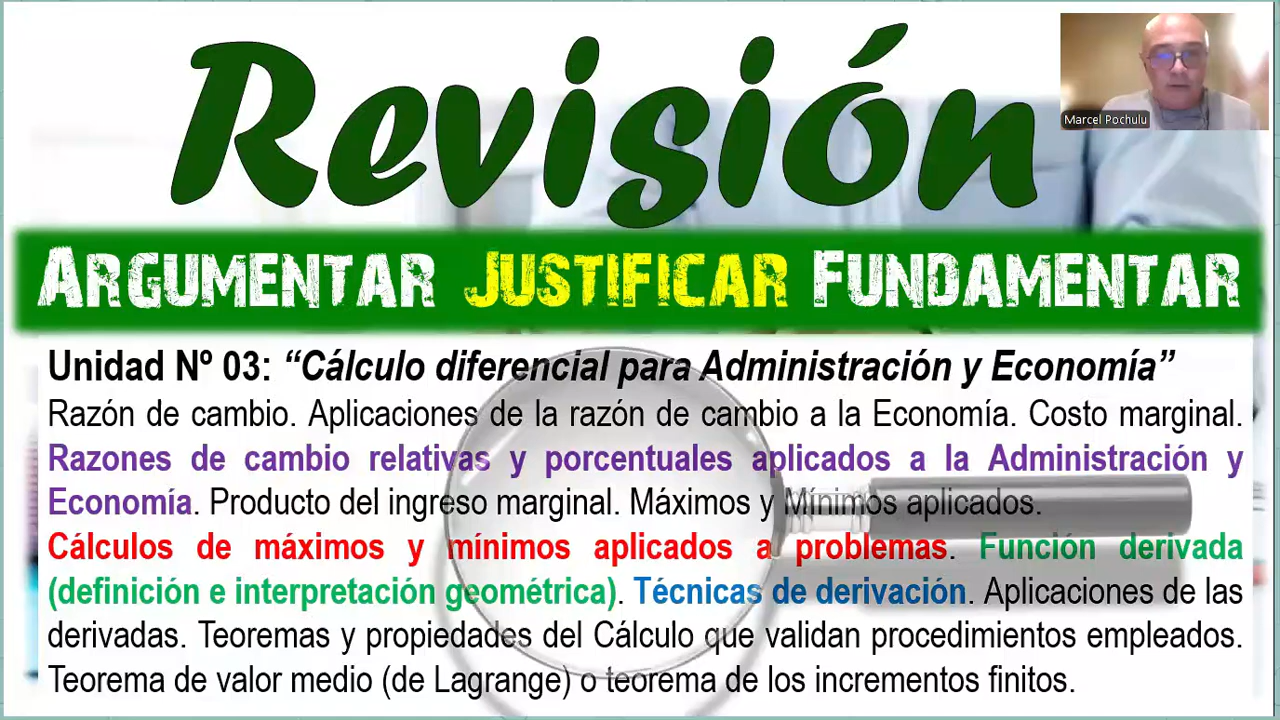 Revisión
Marcel Pochulu
ARGUMENTAR JUSTIFICAR FUNDAMENTAR
Unidad Nº 03: “Cálculo diferencial para Administración y Economía”
Razón de cambio. Aplicaciones de la razón de cambio a la Economía. Costo marginal.
Razones de cambio relativas y porcentuales aplicados a la Administración y
Economía. Producto del ingreso marginal. Máximos y Mínimos aplicados.
Cálculos de máximos y mínimos aplicados a problemas. Función derivada
(definición e interpretación geométrica). Técnicas de derivación. Aplicaciones de las
derivadas. Teoremas y propiedades del Cálculo que validan procedimientos empleados.
Teorema de valor medio (de Lagrange) o teorema de los incrementos finitos.